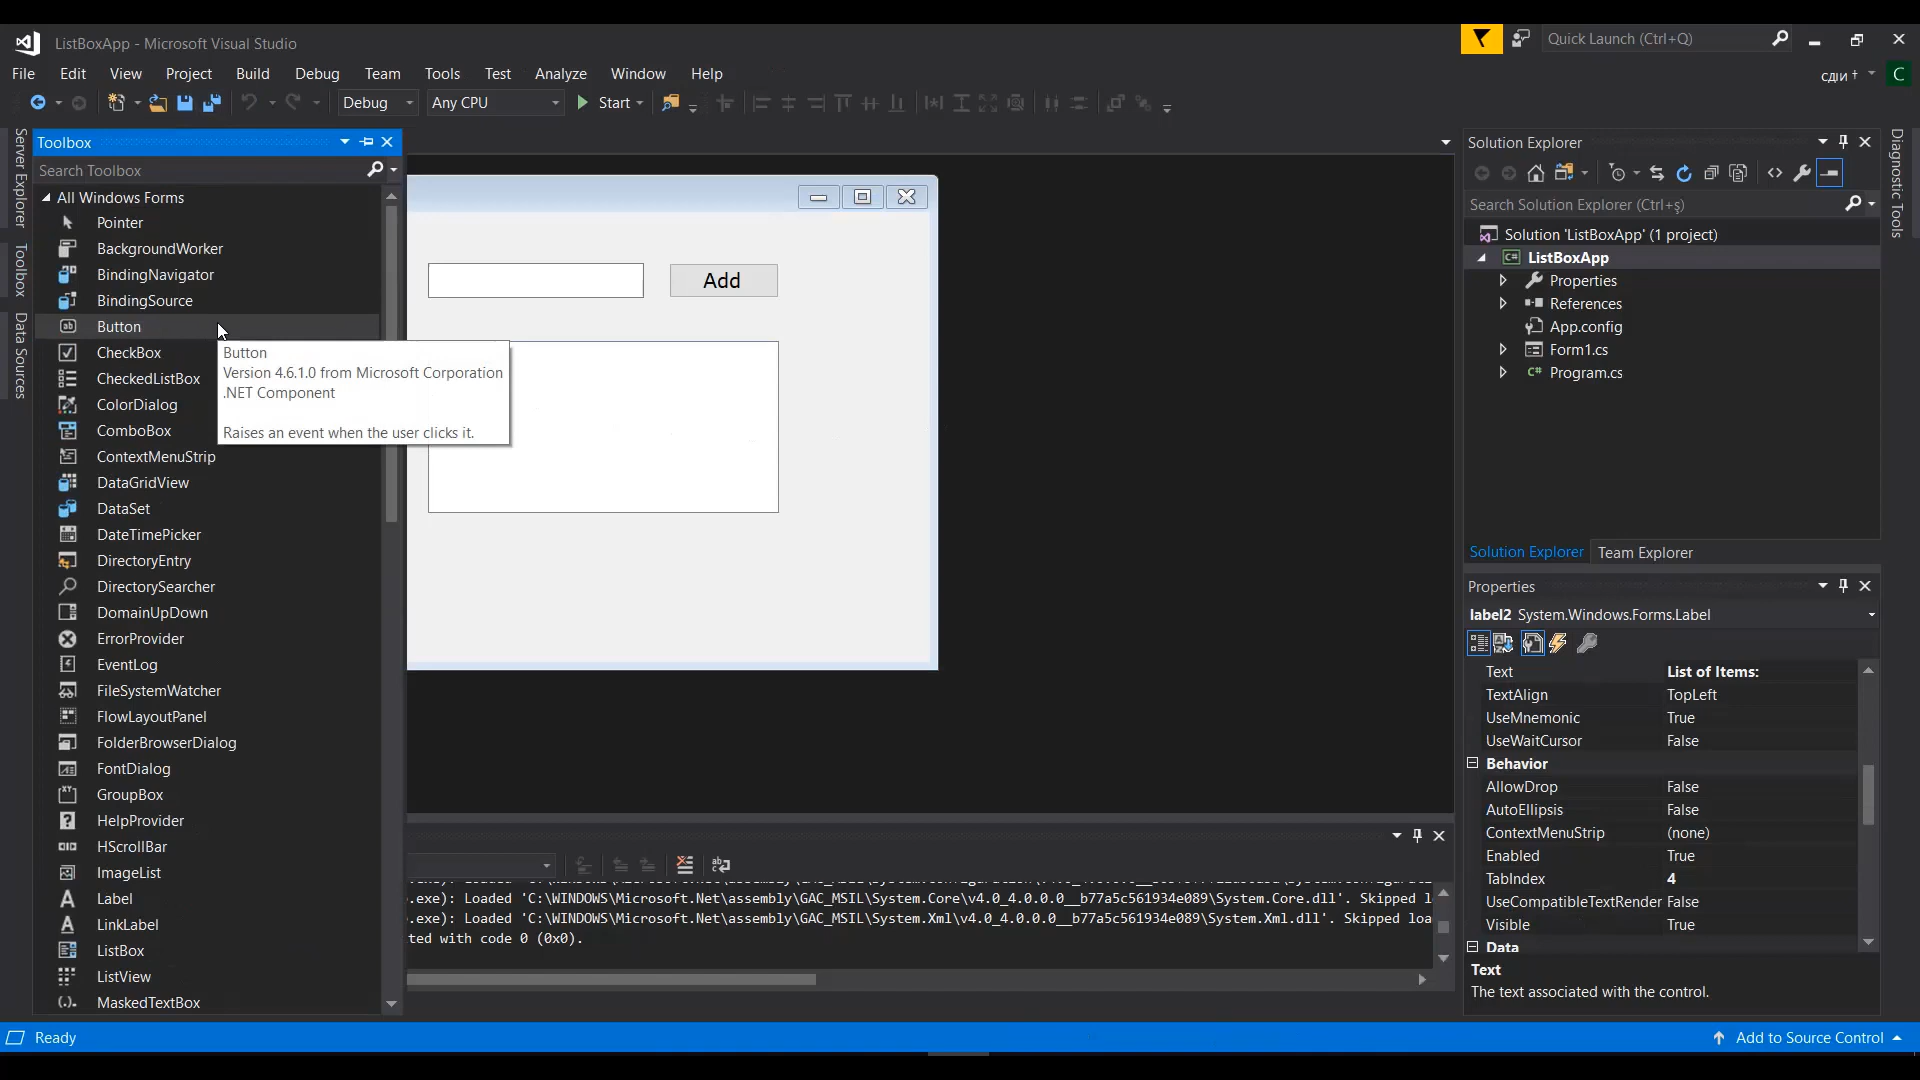 ListBoxApp - Microsoft Visual Studio
Quick Launch (Ctrl+Q)
File Edit View Project Build Debug Team Tools Test Analyze Window Help
сдіи †
C
Debug Any CPU Start
Server Explorer
Toolbox
Data Sources
Toolbox
Search Toolbox
All Windows Forms
Pointer
BackgroundWorker
BindingNavigator
BindingSource
Button
CheckBox
CheckedListBox
ColorDialog
ComboBox
ContextMenuStrip
DataGridView
DataSet
DateTimePicker
DirectoryEntry
DirectorySearcher
DomainUpDown
ErrorProvider
EventLog
FileSystemWatcher
FlowLayoutPanel
FolderBrowserDialog
FontDialog
GroupBox
HelpProvider
HScrollBar
ImageList
Label
LinkLabel
ListBox
ListView
MaskedTextBox
Button
Version 4.6.1.0 from Microsoft Corporation
.NET Component
Raises an event when the user clicks it.
Add
.exe): Loaded 'C:\WINDOWS\Microsoft.Net\assembly\GAC_MSIL\System.Core\v4.0_4.0.0.0__b77a5c561934e089\System.Core.dll'. Skipped l
.exe): Loaded 'C:\WINDOWS\Microsoft.Net\assembly\GAC_MSIL\System.Xml\v4.0_4.0.0.0__b77a5c561934e089\System.Xml.dll'. Skipped loa
ted with code 0 (0x0).
Solution Explorer
Search Solution Explorer (Ctrl+ş)
Solution 'ListBoxApp' (1 project)
ListBoxApp
Properties
References
App.config
Form1.cs
Program.cs
Solution Explorer Team Explorer
Diagnostic Tools
Properties
label2 System.Windows.Forms.Label
Text List of Items:
TextAlign TopLeft
UseMnemonic True
UseWaitCursor False
Behavior
AllowDrop False
AutoEllipsis False
ContextMenuStrip (none)
Enabled True
TabIndex 4
UseCompatibleTextRender False
Visible True
Data
Text
The text associated with the control.
Ready
Add to Source Control